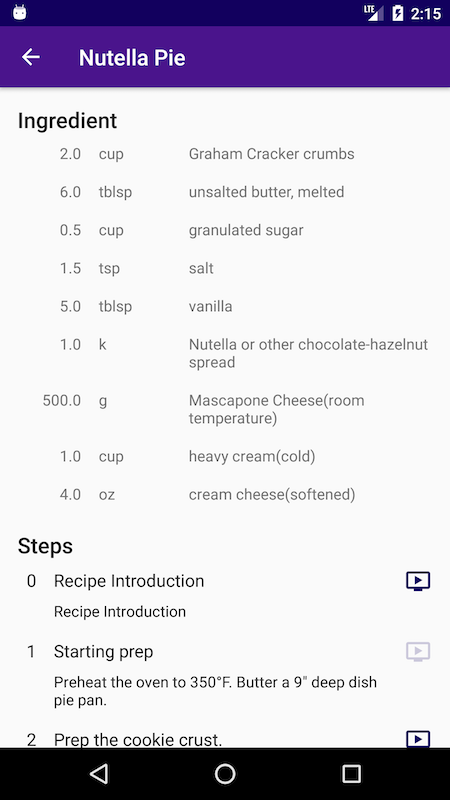 LTE 2:15
Nutella Pie
Ingredient
2.0 cup Graham Cracker crumbs
6.0 tblsp unsalted butter, melted
0.5 cup granulated sugar
1.5 tsp salt
5.0 tblsp vanilla
1.0 k Nutella or other chocolate-hazelnut
spread
500.0 g Mascapone Cheese(room
temperature)
1.0 cup heavy cream(cold)
4.0 oz cream cheese(softened)
Steps
0 Recipe Introduction
Recipe Introduction
1 Starting prep
Preheat the oven to 350°F. Butter a 9" deep dish
pie pan.
2 Prep the cookie crust.